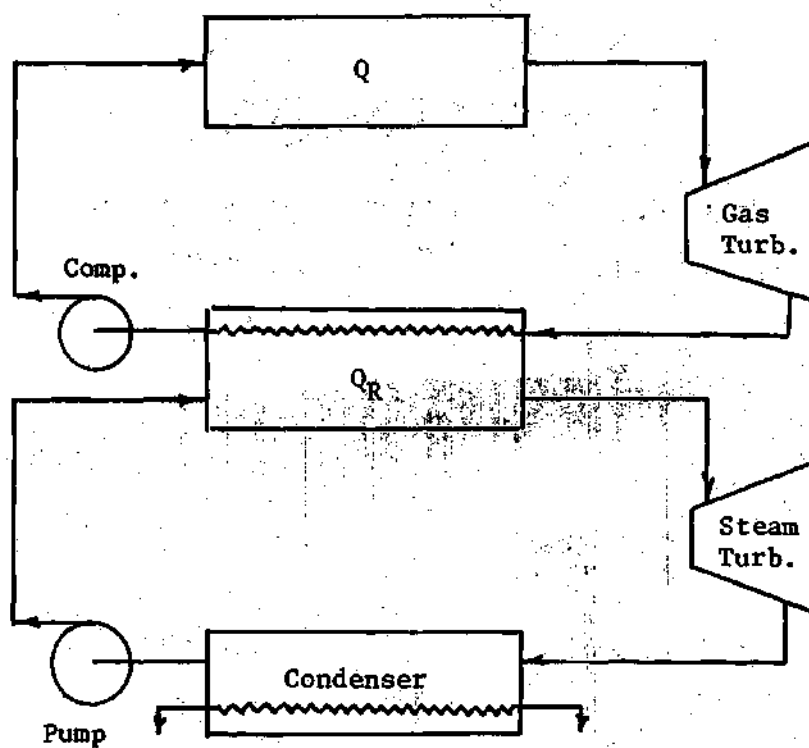 Q
Gas
Turb.
Comp.
Q_R
Steam
Turb.
Condenser
Pump